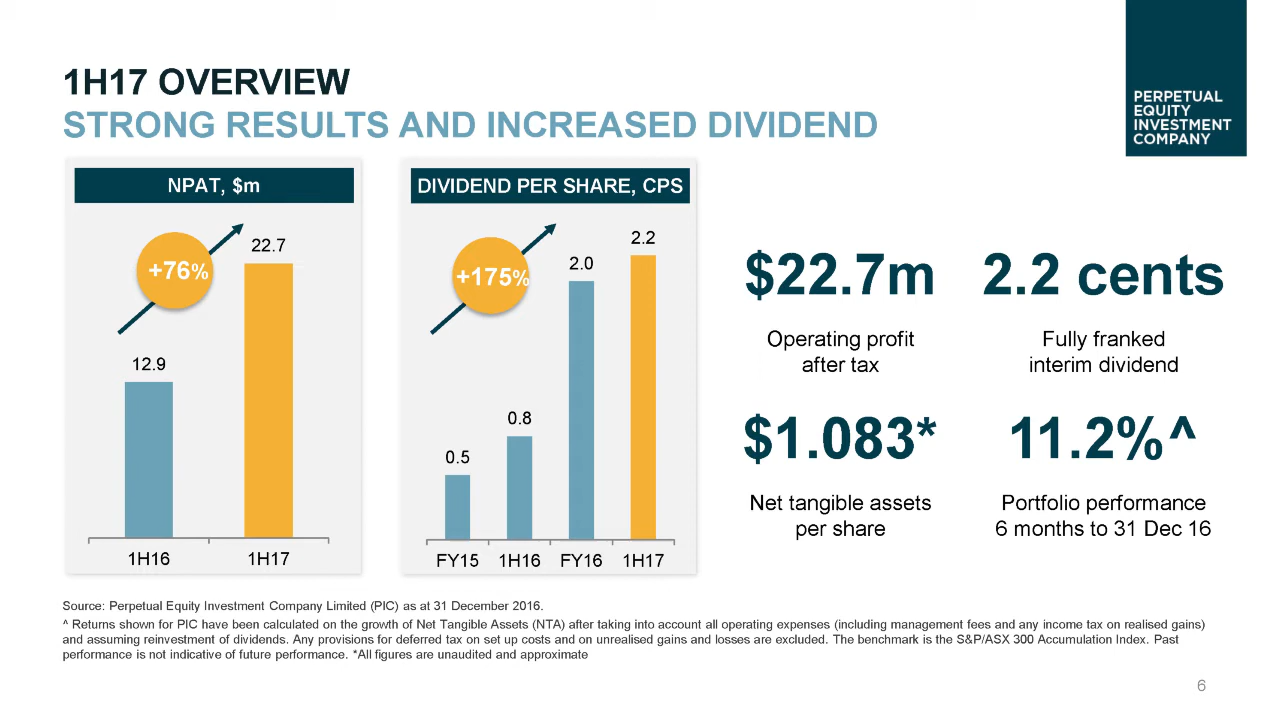 1H17 OVERVIEW
STRONG RESULTS AND INCREASED DIVIDEND
PERPETUAL
EQUITY
INVESTMENT
COMPANY
NPAT, $m
+76%
22.7
12.9
1H16 1H17
DIVIDEND PER SHARE, CPS
+175%
2.2
2.0
0.8
0.5
FY15 1H16 FY16 1H17
$22.7m
Operating profit
after tax
2.2 cents
Fully franked
interim dividend
$1.083*
Net tangible assets
per share
11.2%^
Portfolio performance
6 months to 31 Dec 16
Source: Perpetual Equity Investment Company Limited (PIC) as at 31 December 2016.
^ Returns shown for PIC have been calculated on the growth of Net Tangible Assets (NTA) after taking into account all operating expenses (including management fees and any income tax on realised gains)
and assuming reinvestment of dividends. Any provisions for deferred tax on set up costs and on unrealised gains and losses are excluded. The benchmark is the S&P/ASX 300 Accumulation Index. Past
performance is not indicative of future performance. *All figures are unaudited and approximate
6